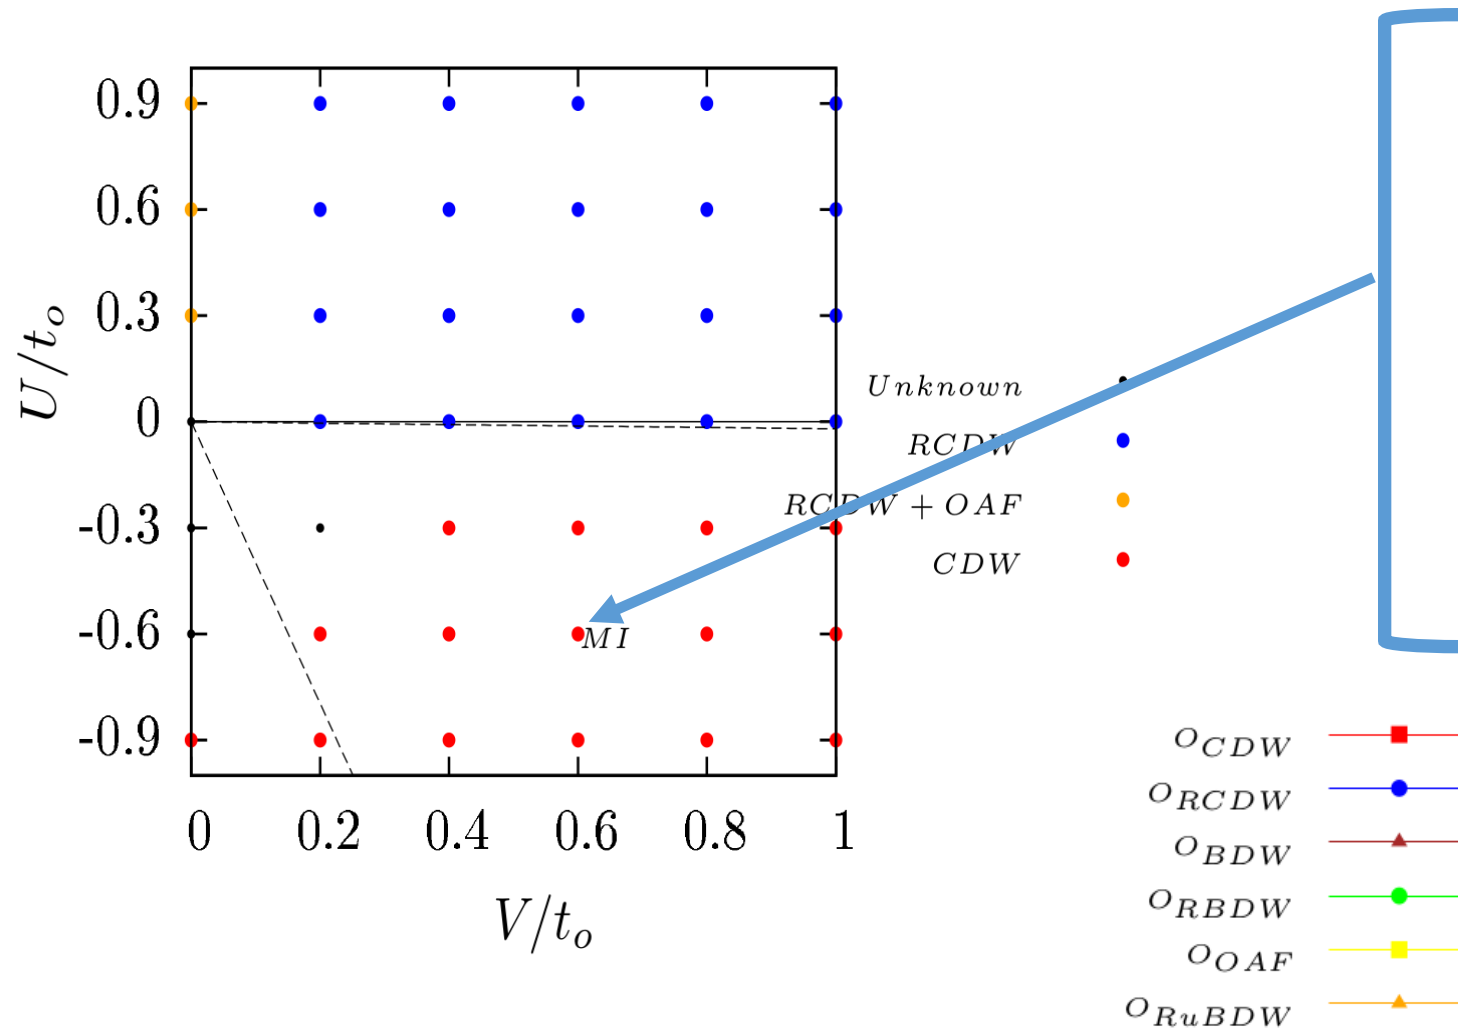 0.9
0.6
0.3
0
-0.3
-0.6
-0.9
U/t_o
0 0.2 0.4 0.6 0.8 1
V/t_o
MI
Unknown
RCDW
RCDW + OAF
CDW
O_CDW
O_RCDW
O_BDW
O_RBDW
O_OAF
O_RuBDW